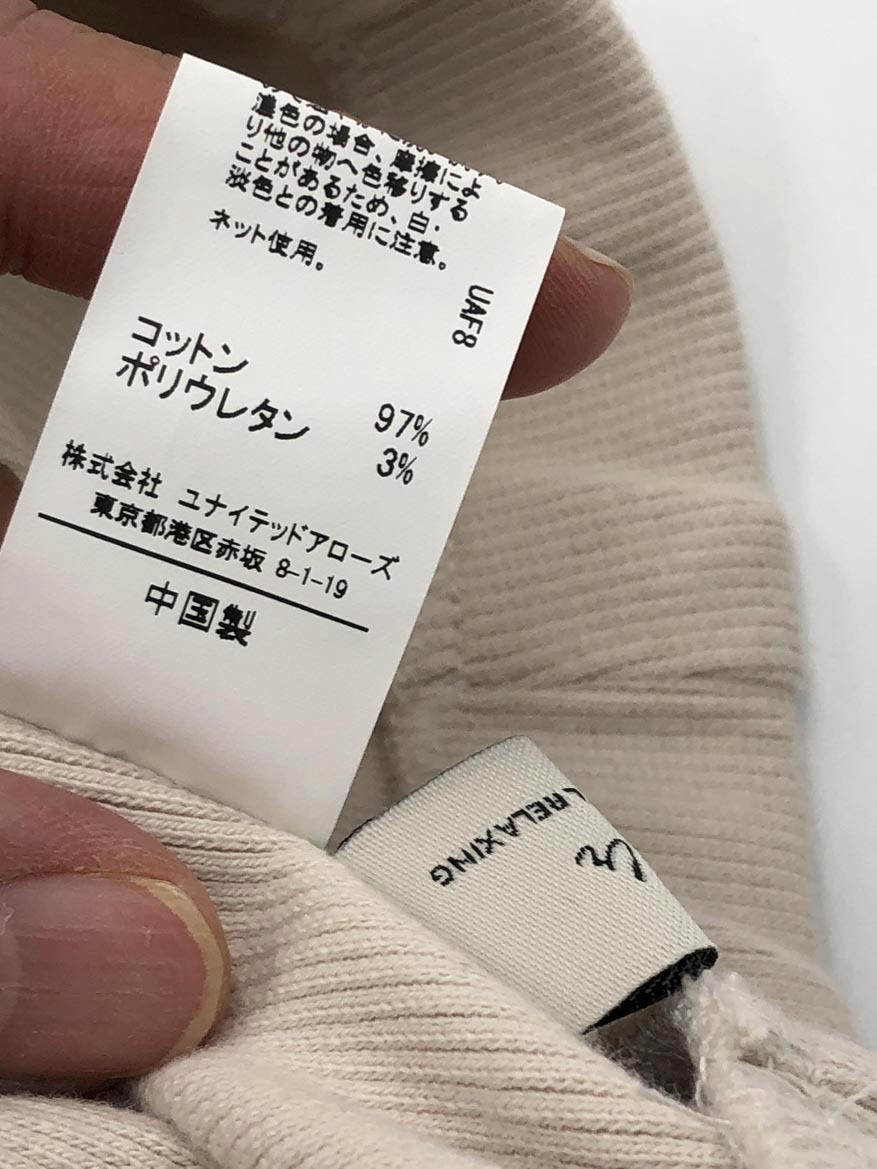 濃色の場合、摩擦によ
り他の物へ色移りする
ことがあるため、白．
淡色との着用に注意。
ネット使用。
UAF8
コットン 97%
ポリウレタン 3%
株式会社 ユナイテッドアローズ
東京都港区赤坂 8-1-19
中国製
RELAXING